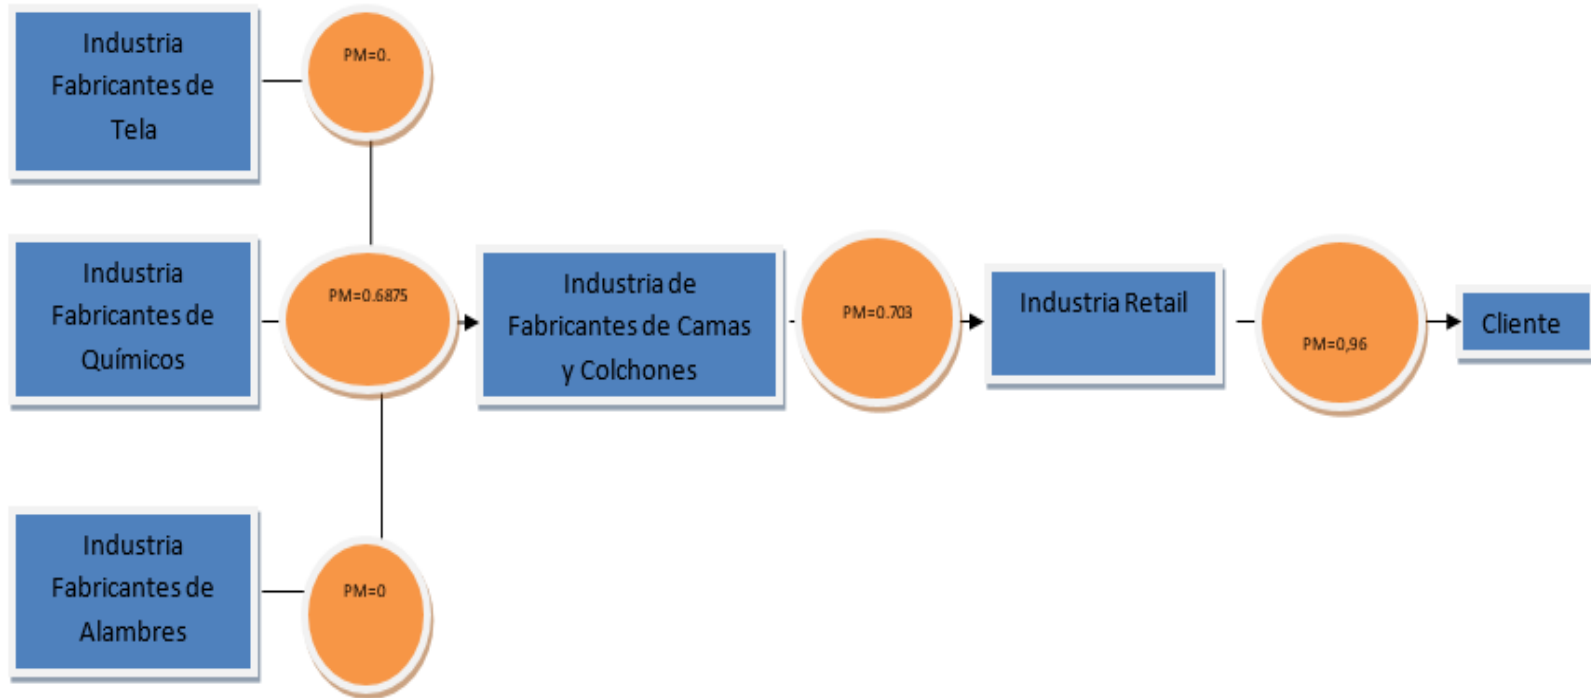 Industria
Fabricantes de
Tela
PM=0.
Industria
Fabricantes de
Químicos
PM=0.6875
Industria de
Fabricantes de Camas
y Colchones
PM=0.703
Industria Retail
PM=0,96
Cliente
Industria
Fabricantes de
Alambres
PM=0